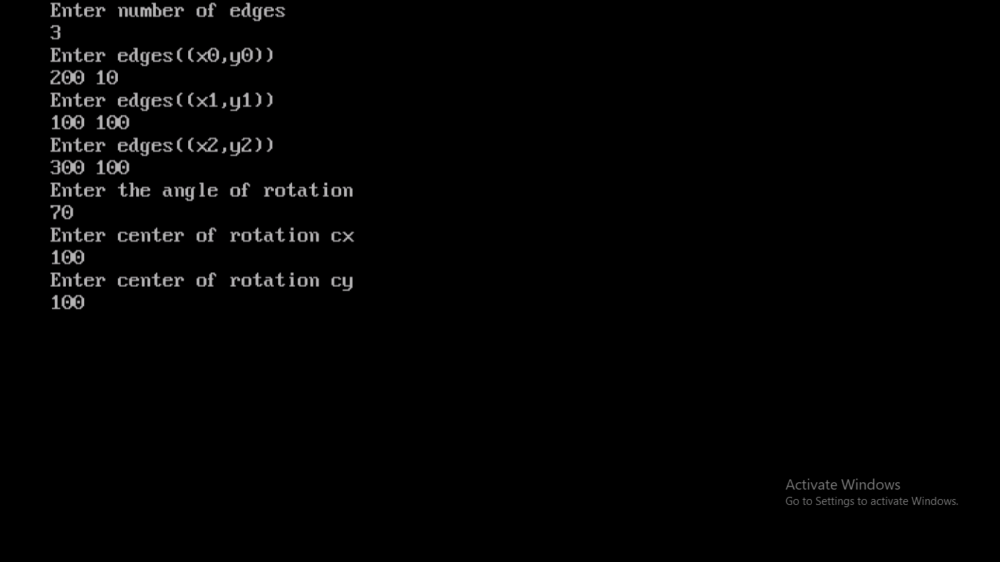 Enter number of edges
3
Enter edges((x0,y0))
200 10
Enter edges((x1,y1))
100 100
Enter edges((x2,y2))
300 100
Enter the angle of rotation
70
Enter center of rotation cx
100
Enter center of rotation cy
100
Activate Windows
Go to Settings to activate Windows.